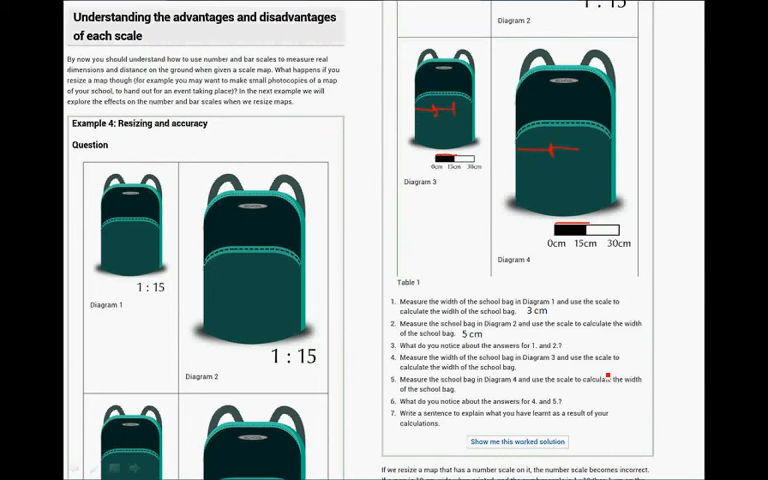 Understanding the advantages and disadvantages
of each scale
By now you should understand how to use number and bar scales to measure real
dimensions and distance on the ground when given a scale map. What happens if you
resize a map though (for example you may want to make small photocopies of a map
of your school, to hand out for an event taking place)? In the next example we will
explore the effects on the number and bar scales when we resize maps.
Example 4: Resizing and accuracy
Question
1 : 15
Diagram 1
1 : 15
Diagram 2
1 : 15
Diagram 2
0cm 15cm 30cm
Diagram 3
0cm 15cm 30cm
Diagram 4
Table 1
1. Measure the width of the school bag in Diagram 1 and use the scale to
calculate the width of the school bag. 3 cm
2. Measure the school bag in Diagram 2 and use the scale to calculate the width
of the school bag. 5 cm
3. What do you notice about the answers for 1. and 2.?
4. Measure the width of the school bag in Diagram 3 and use the scale to
calculate the width of the school bag.
5. Measure the school bag in Diagram 4 and use the scale to calculate the width
of the school bag.
6. What do you notice about the answers for 4. and 5.?
7. Write a sentence to explain what you have learnt as a result of your
calculations.
Show me this worked solution
If we resize a map that has a number scale on it, the number scale becomes incorrect.